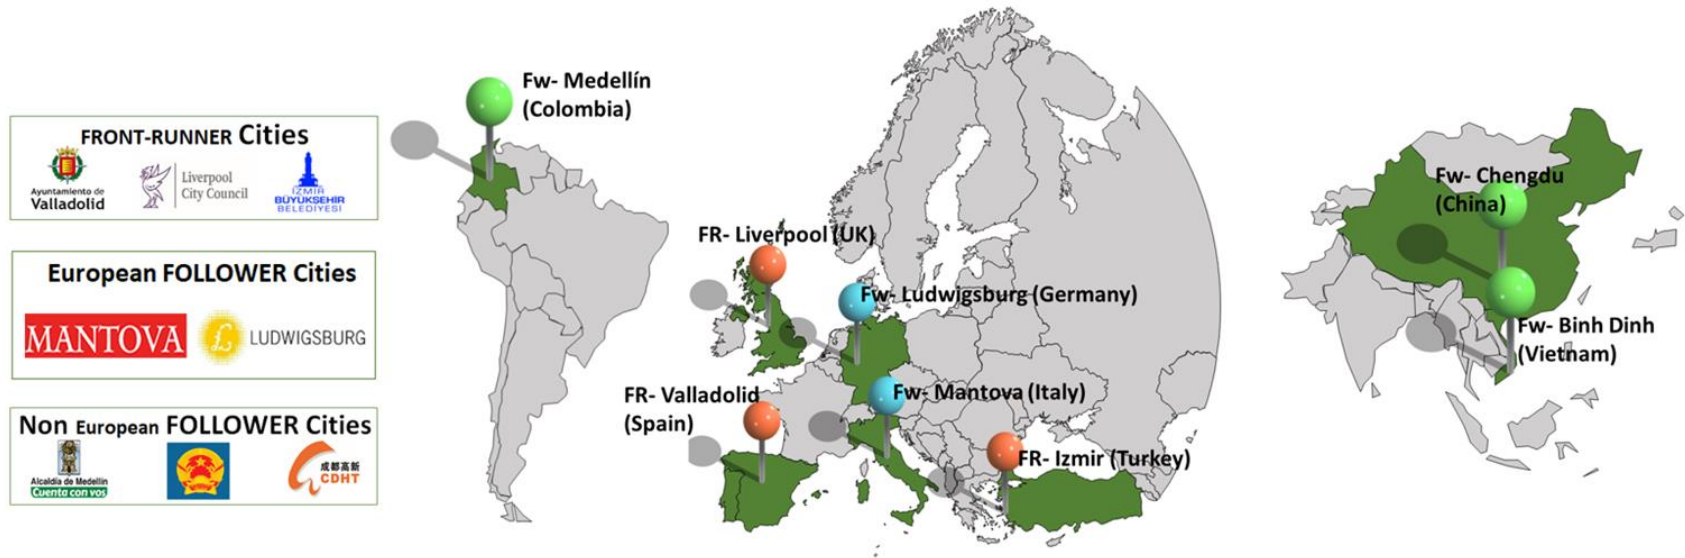 FRONT-RUNNER Cities
Ayuntamiento de
Valladolid
Liverpool
City Council
İZMİR
BÜYÜKŞEHİR
BELEDİYESİ
European FOLLOWER Cities
MANTOVA
£ LUDWIGSBURG
Non European FOLLOWER Cities
Alcaldía de Medellín
Cuenta con vos
成都高新
CDHT
Fw- Medellín
(Colombia)
FR- Liverpool (UK)
Fw- Ludwigsburg (Germany)
FR- Valladolid
(Spain)
Fw- Mantova (Italy)
FR- Izmir (Turkey)
Fw- Chengdu
(China)
Fw- Binh Dinh
(Vietnam)